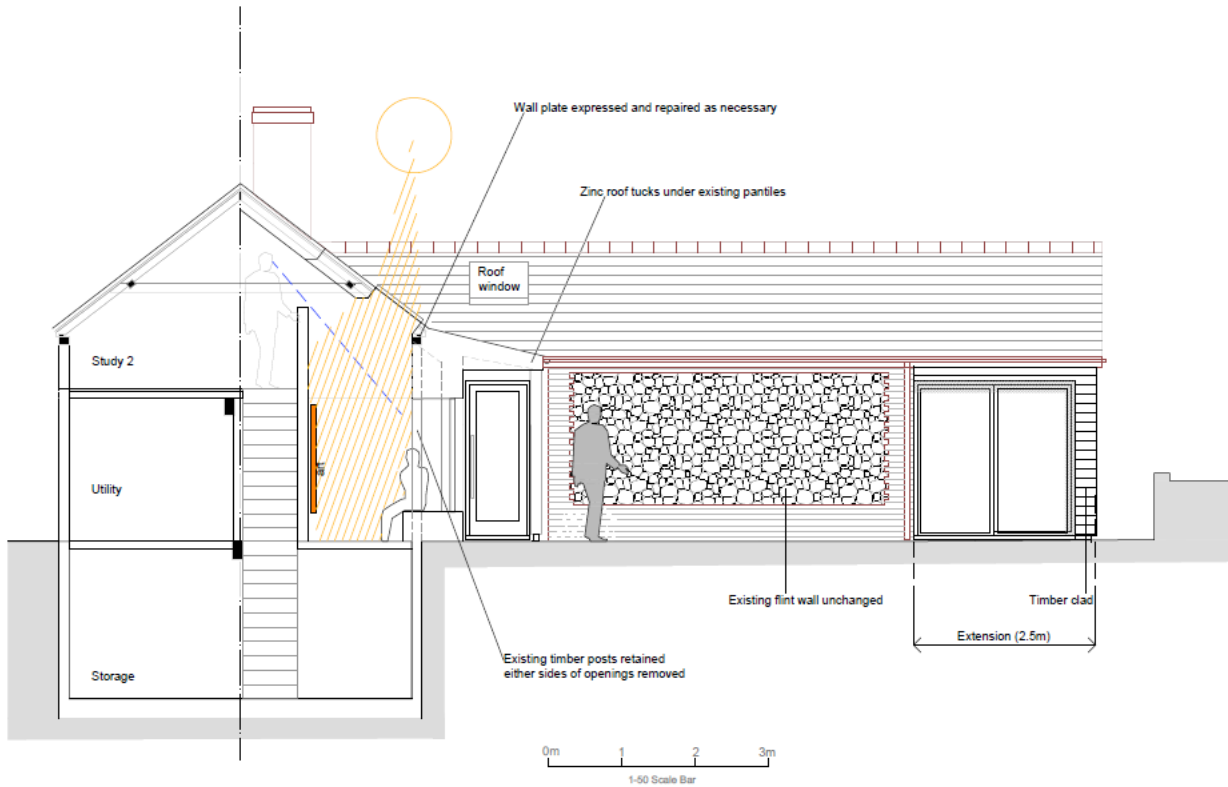 Wall plate expressed and repaired as necessary
Zinc roof tucks under existing pantiles
Roof
window
Study 2
art
Utility
Existing flint wall unchanged
Timber clad
Extension (2.5m)
Existing timber posts retained
either sides of openings removed
Storage
0m 1 2 3m
1-50 Scale Bar